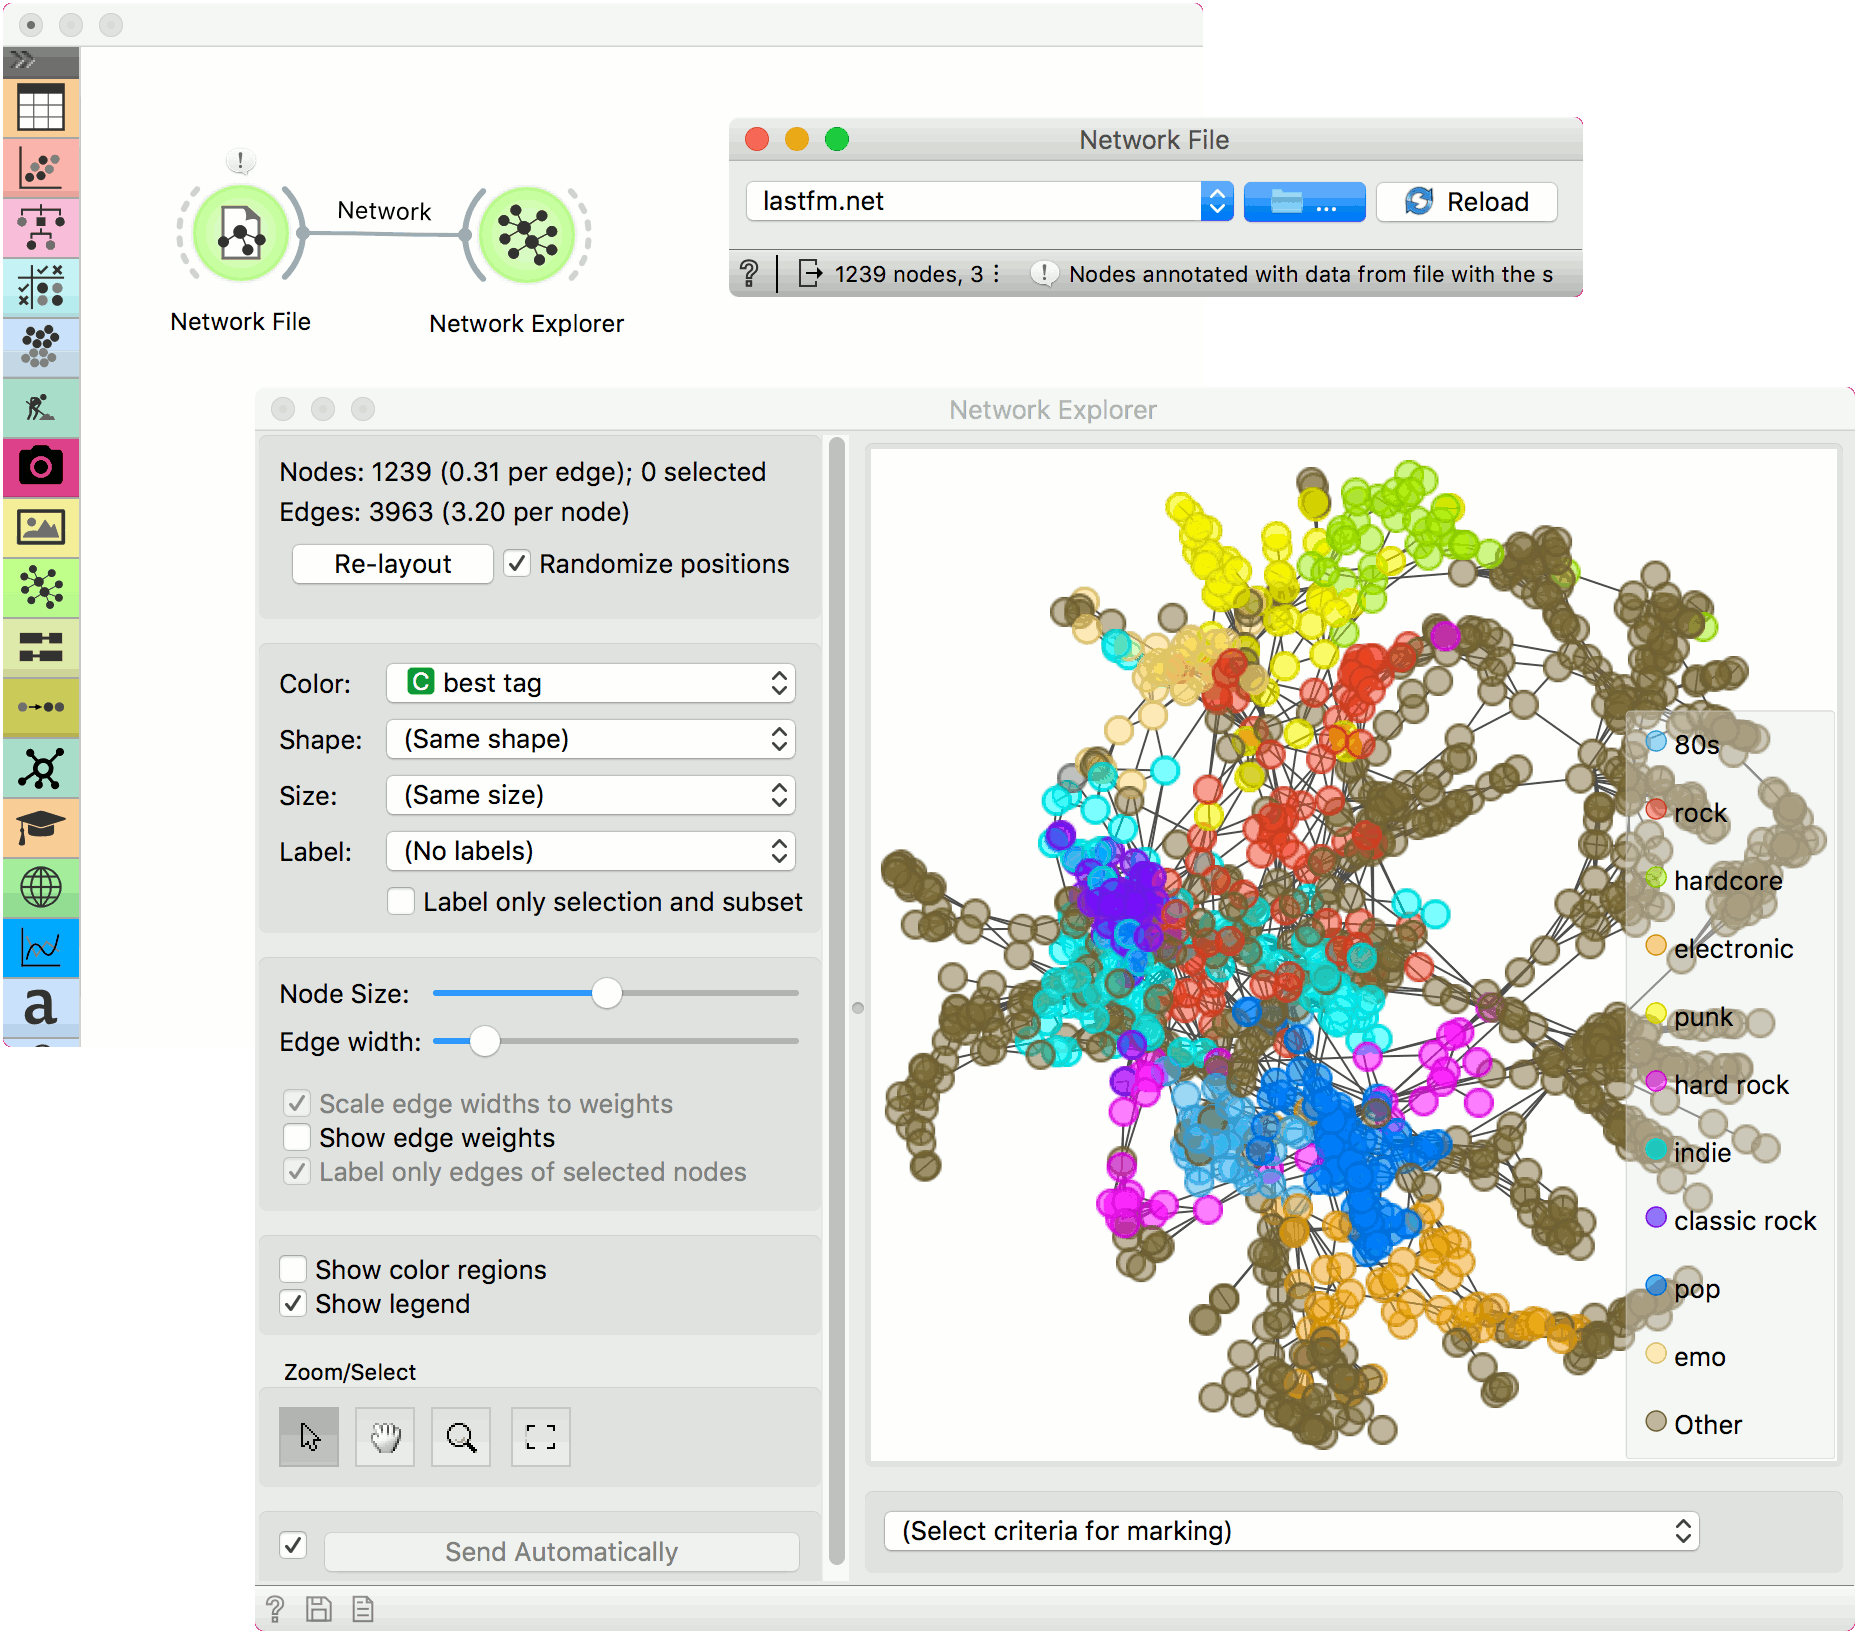 !
Network
Network File
Network Explorer
Network File
lastfm.net
...
Reload
? 1239 nodes, 3 ! Nodes annotated with data from file with the s
Network Explorer
Nodes: 1239 (0.31 per edge); 0 selected
Edges: 3963 (3.20 per node)
Re-layout
Randomize positions
Color: C best tag
Shape: (Same shape)
Size: (Same size)
Label: (No labels)
Label only selection and subset
Node Size:
Edge width:
Scale edge widths to weights
Show edge weights
Label only edges of selected nodes
Show color regions
Show legend
Zoom/Select
Send Automatically
80s
rock
hardcore
electronic
punk
hard rock
indie
classic rock
pop
emo
Other
(Select criteria for marking)
a
?